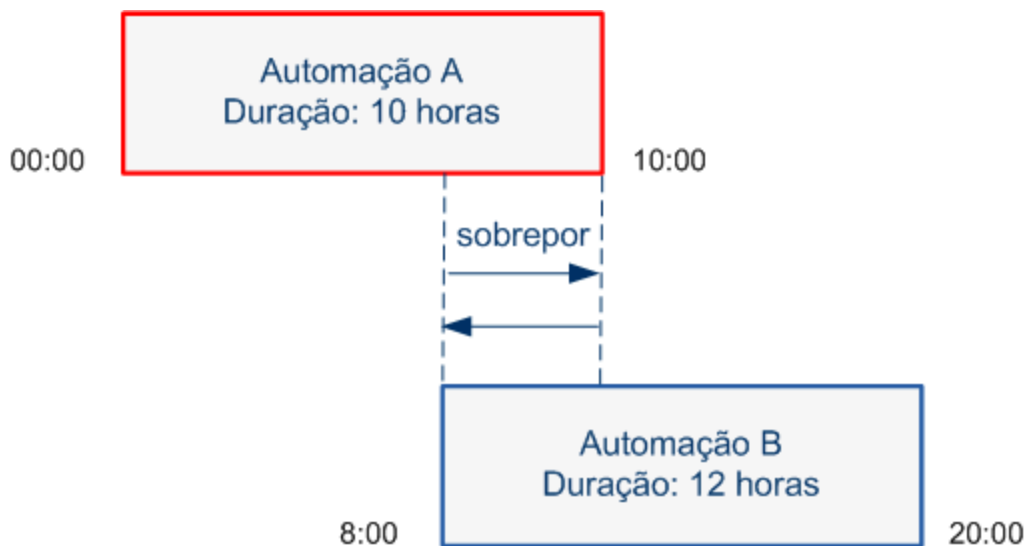 Automação A
Duração: 10 horas
00:00
10:00
sobrepor
Automação B
Duração: 12 horas
8:00
20:00